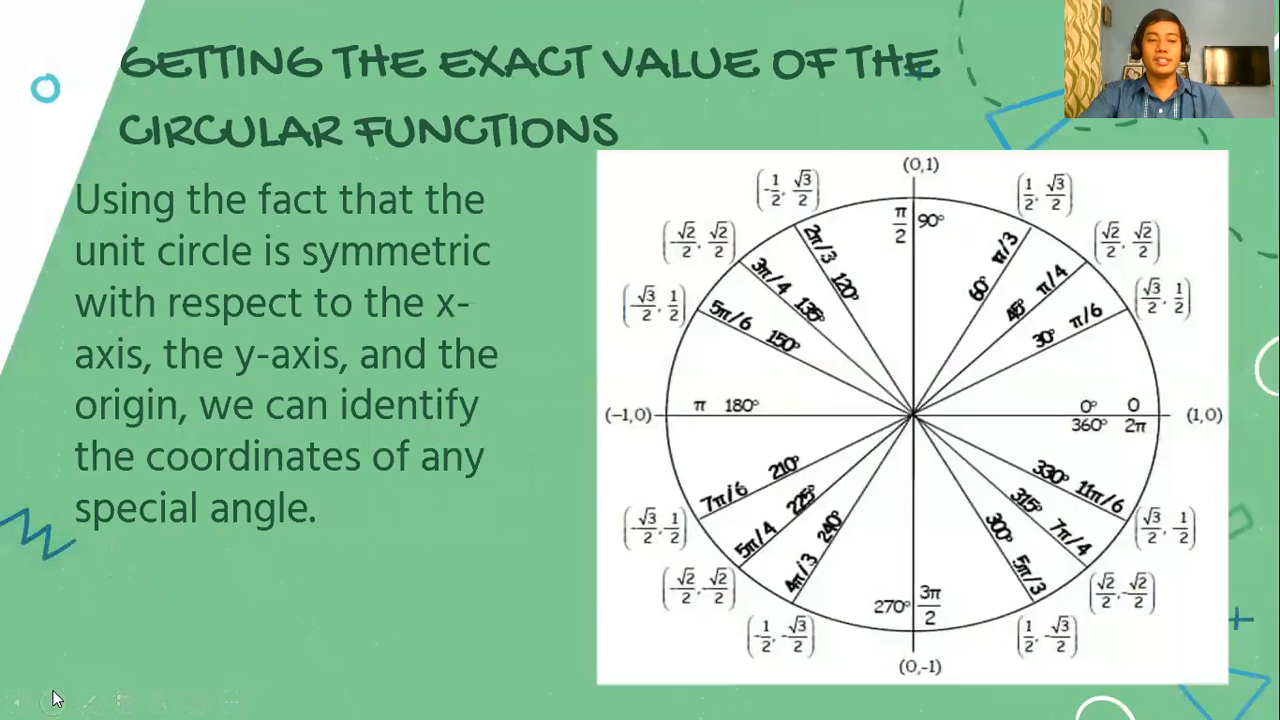 GETTING THE EXACT VALUE OF THE
CIRCULAR FUNCTIONS
Using the fact that the
unit circle is symmetric
with respect to the x-
axis, the y-axis, and the
origin, we can identify
the coordinates of any
special angle.
(0,1)
(-1/2, √3/2)
(1/2, √3/2)
(-√2/2, √2/2)
π/2 90°
(√2/2, √2/2)
(-√3/2, 1/2)
(√3/2, 1/2)
2π/3 120°
60° π/3
3π/4 135°
45° π/4
5π/6 150°
30° π/6
(-1,0)
π 180°
0° 0
360° 2π
(1,0)
7π/6 210°
330° 11π/6
5π/4 225°
315° 7π/4
4π/3 240°
300° 5π/3
(-√3/2, 1/2)
(√3/2, 1/2)
(-√2/2, -√2/2)
270° 3π/2
(√2/2, -√2/2)
(-1/2, -√3/2)
(1/2, -√3/2)
(0,-1)